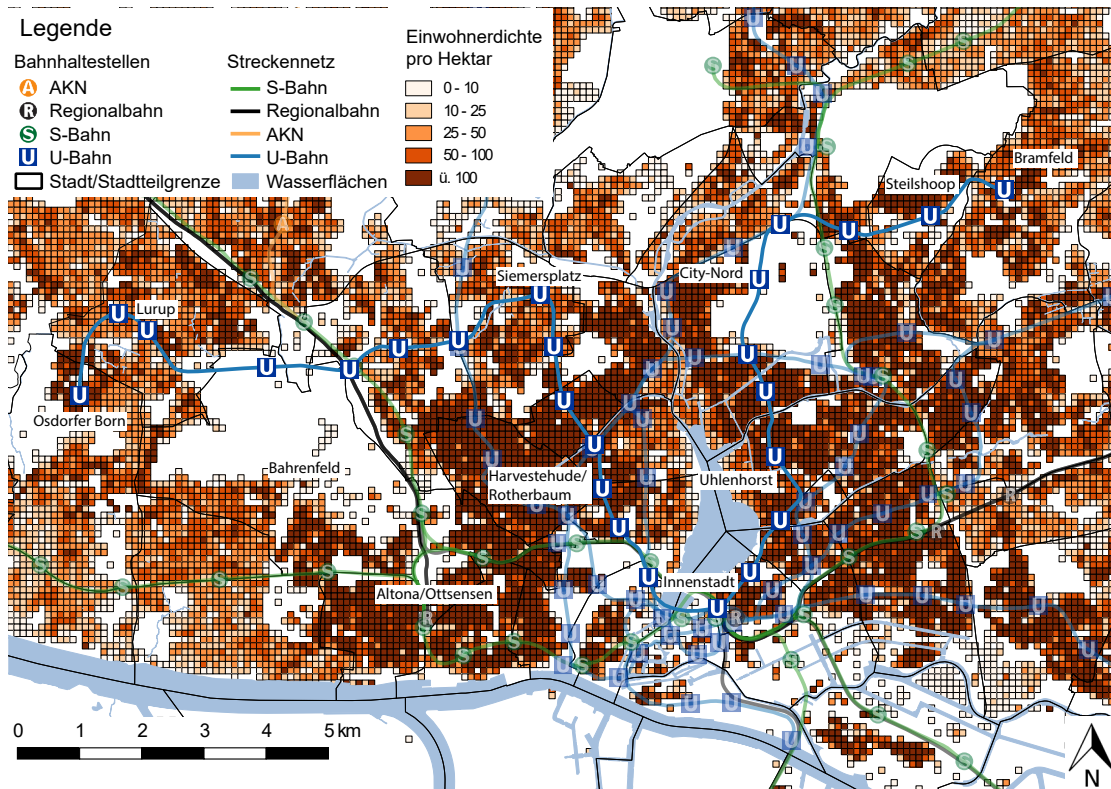 Legende
Bahnhaltestellen
A AKN
R Regionalbahn
S S-Bahn
U U-Bahn
Stadt/Stadtteilgrenze
Streckennetz
S-Bahn
Regionalbahn
AKN
U-Bahn
Wasserflächen
Einwohnerdichte
pro Hektar
0 - 10
10 - 25
25 - 50
50 - 100
ü. 100
Bramfeld
Steilshoop
City-Nord
Siemersplatz
Lurup
Osdorfer Born
Bahrenfeld
Harvestehude/
Rotherbaum
Uhlenhorst
Innenstadt
Altona/Ottsensen
0 1 2 3 4 5 km
N